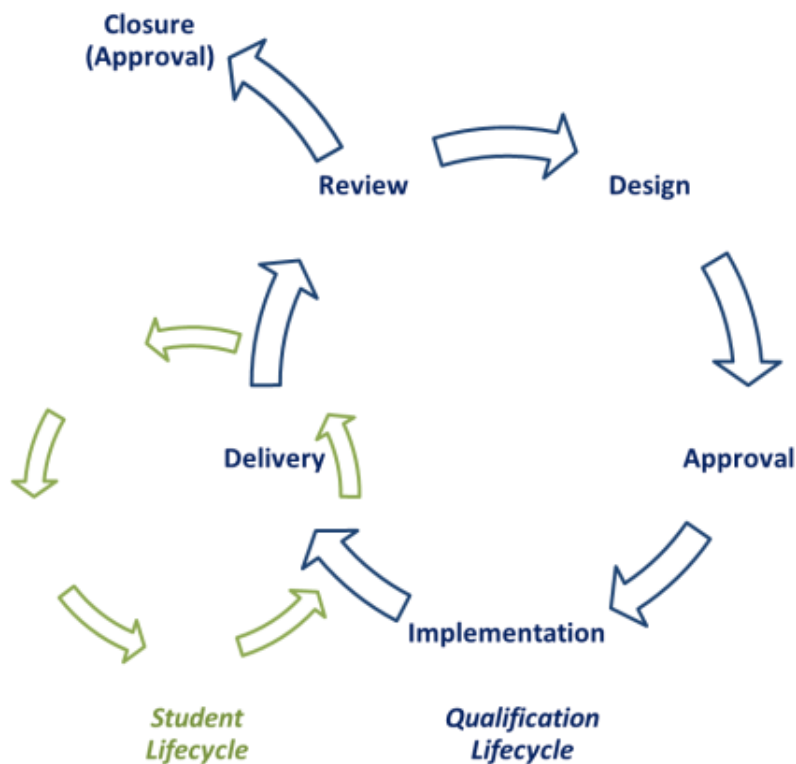 Closure
(Approval)
Review
Design
Delivery
Approval
Implementation
Student
Lifecycle
Qualification
Lifecycle